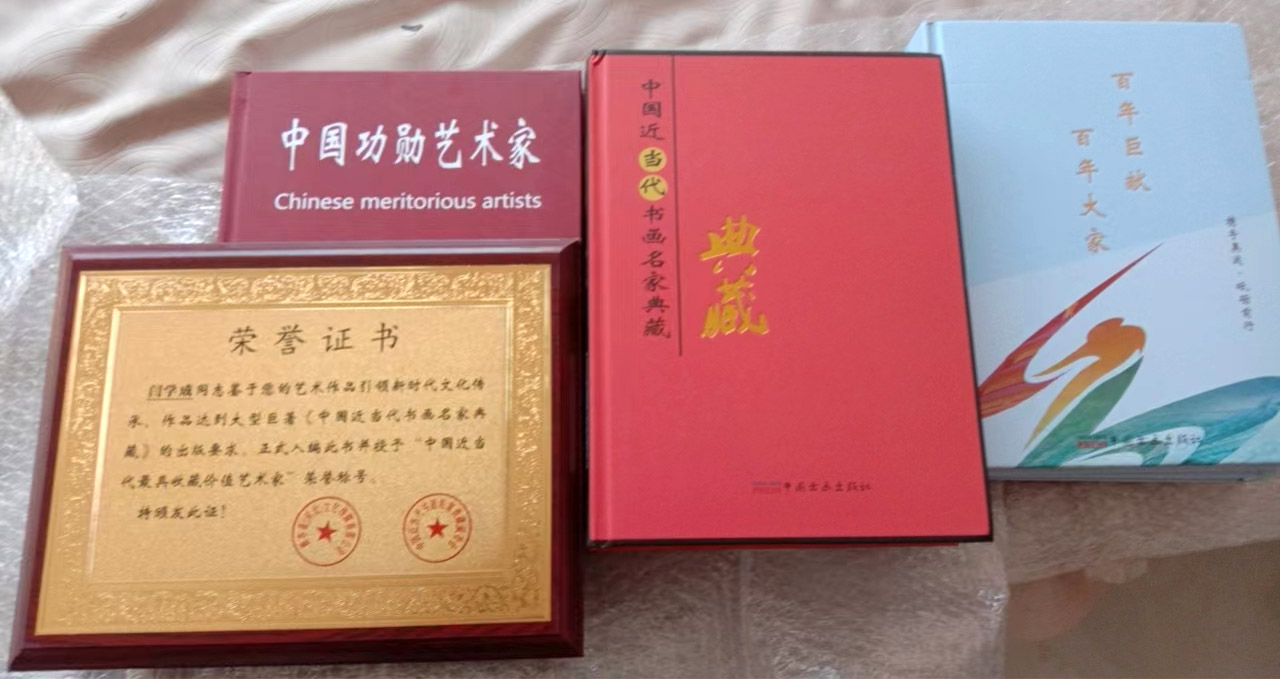 中国功勋艺术家
Chinese meritorious artists
荣誉证书
同志鉴于您的艺术作品引领新时代文化传
承、作品达到大型巨著《中国近当代书画名家典
藏》的出版要求，正式入编此书并授予“中国近当
代最具收藏价值艺术家”荣誉称号。
特颁发此证！
中国近当代书画名家典藏
典藏
百年巨献
百年大家